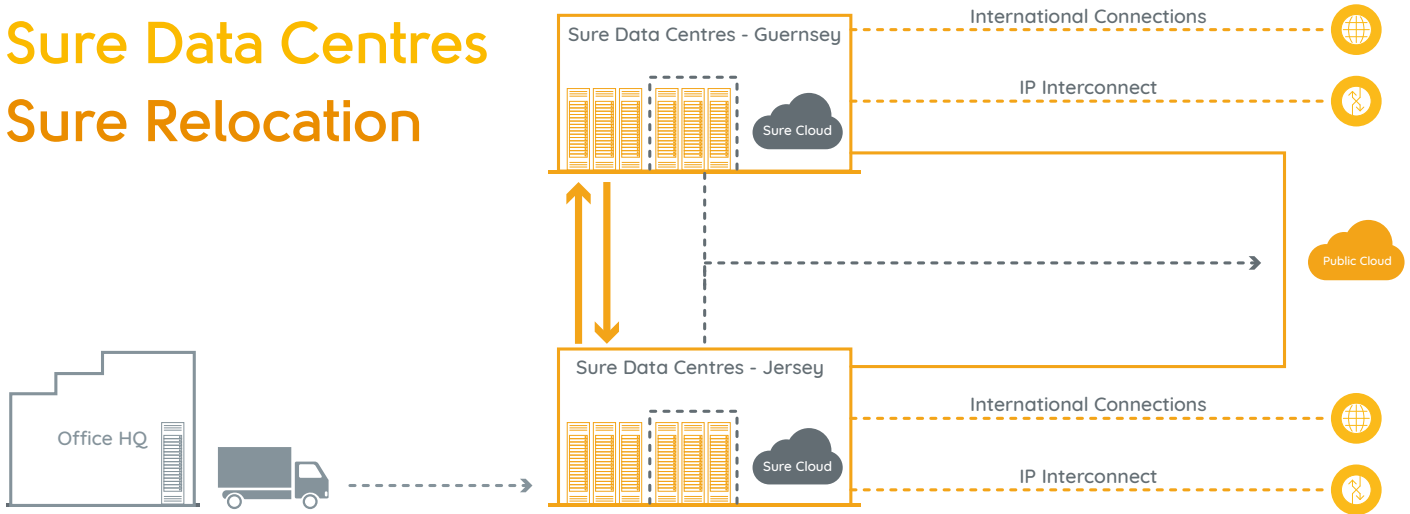 Sure Data Centres
Sure Relocation
Sure Data Centres - Guernsey
Sure Cloud
International Connections
IP Interconnect
Public Cloud
Office HQ
Sure Data Centres - Jersey
Sure Cloud
International Connections
IP Interconnect